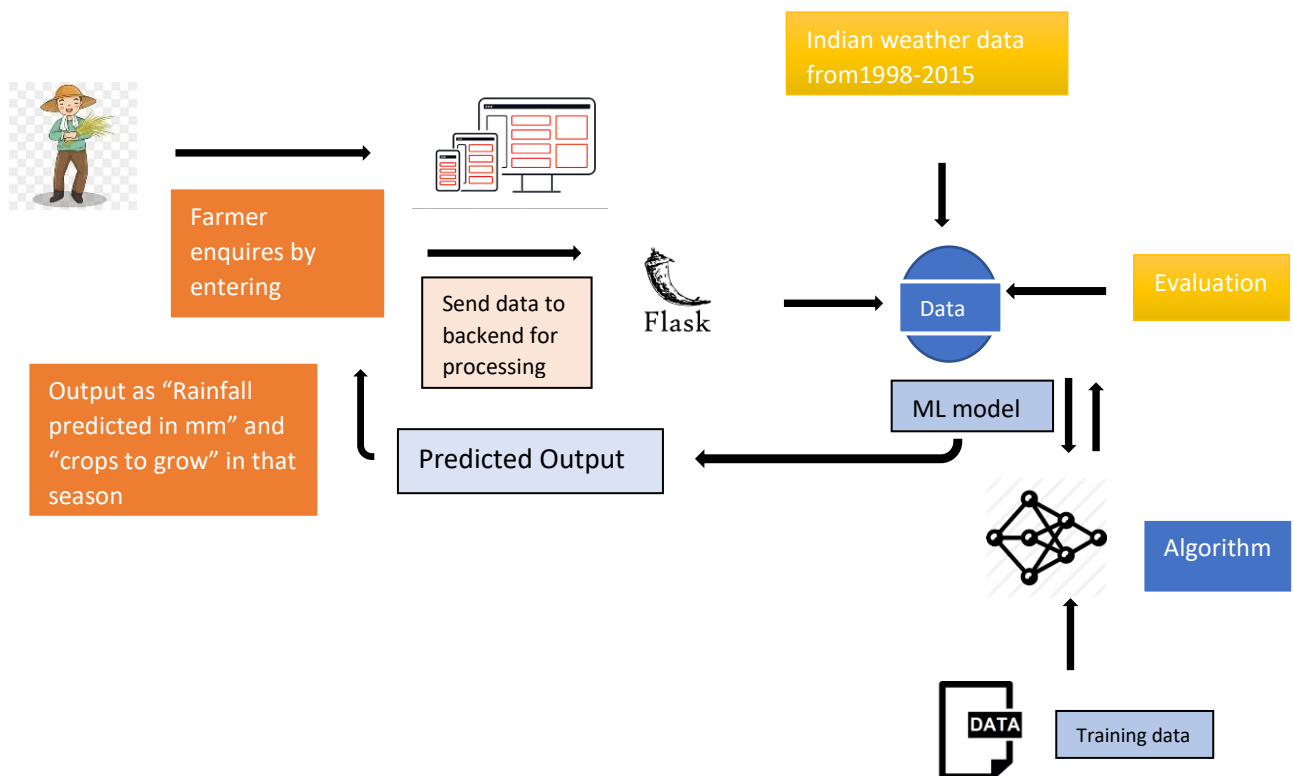 Indian weather data
from1998-2015
Farmer
enquires by
entering
Send data to
backend for
processing
Flask
Data
Evaluation
Output as “Rainfall
predicted in mm” and
“crops to grow” in that
season
Predicted Output
ML model
Algorithm
DATA
Training data